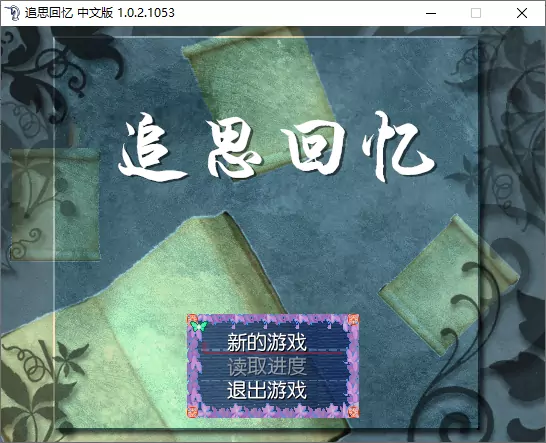 追思回忆 中文版 1.0.2.1053
追思回忆
新的游戏
读取进度
退出游戏